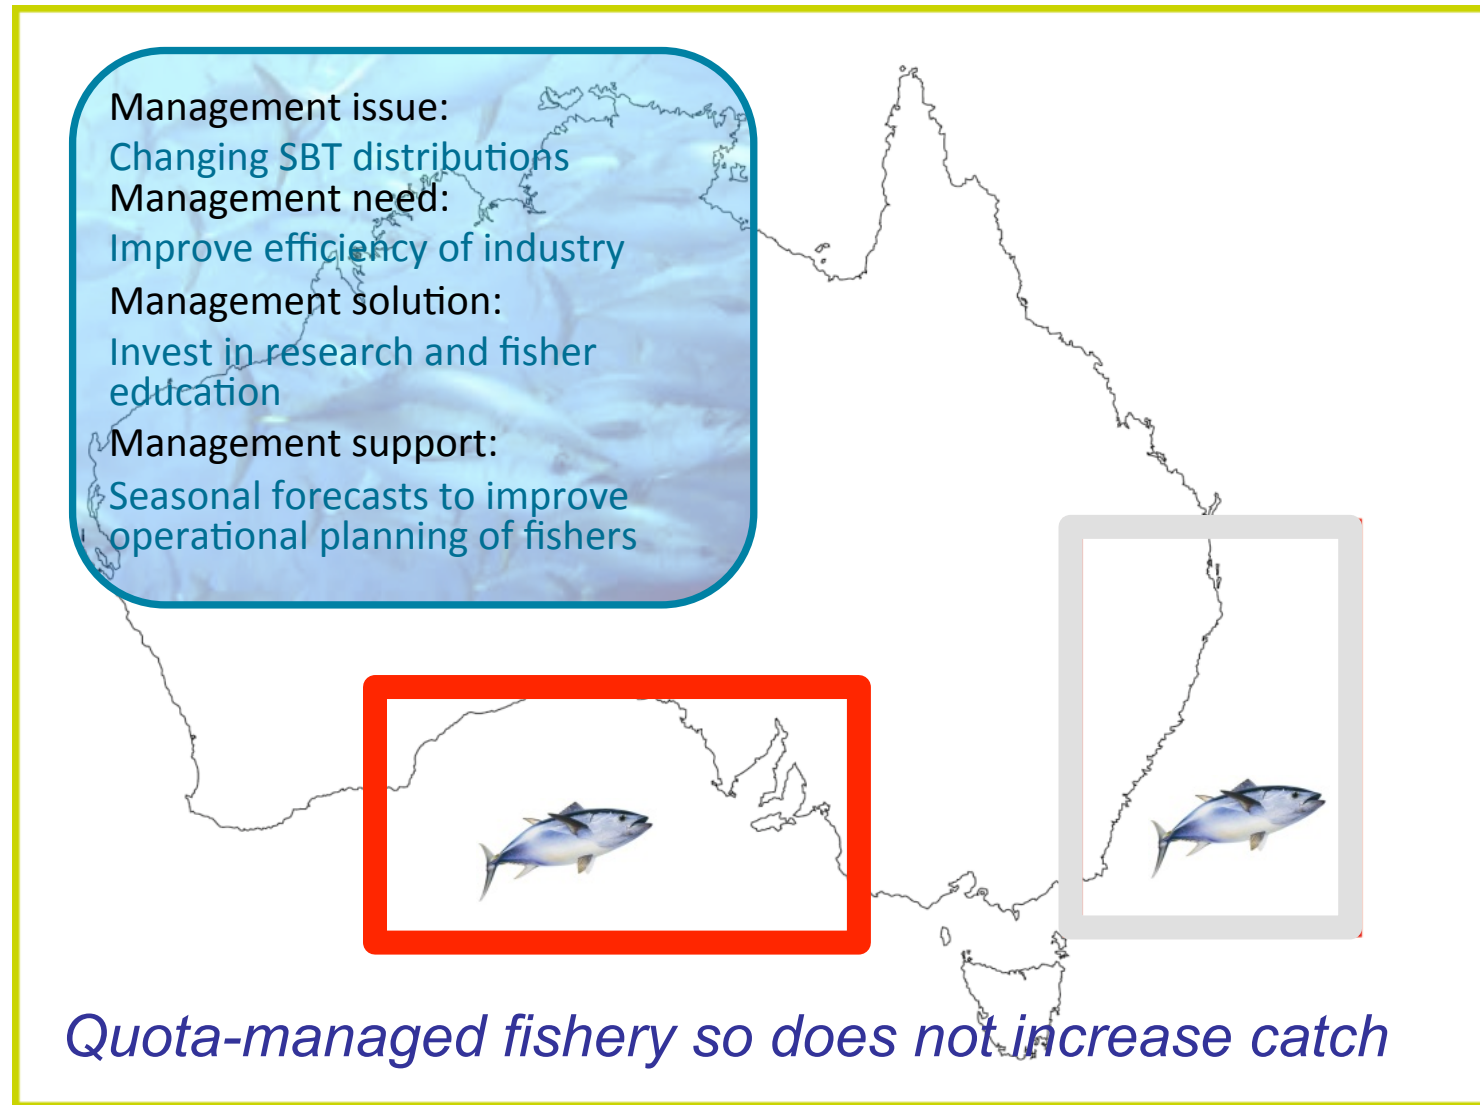 Management issue:
Changing SBT distributions
Management need:
Improve efficiency of industry
Management solution:
Invest in research and fisher
education
Management support:
Seasonal forecasts to improve
operational planning of fishers
Quota-managed fishery so does not increase catch